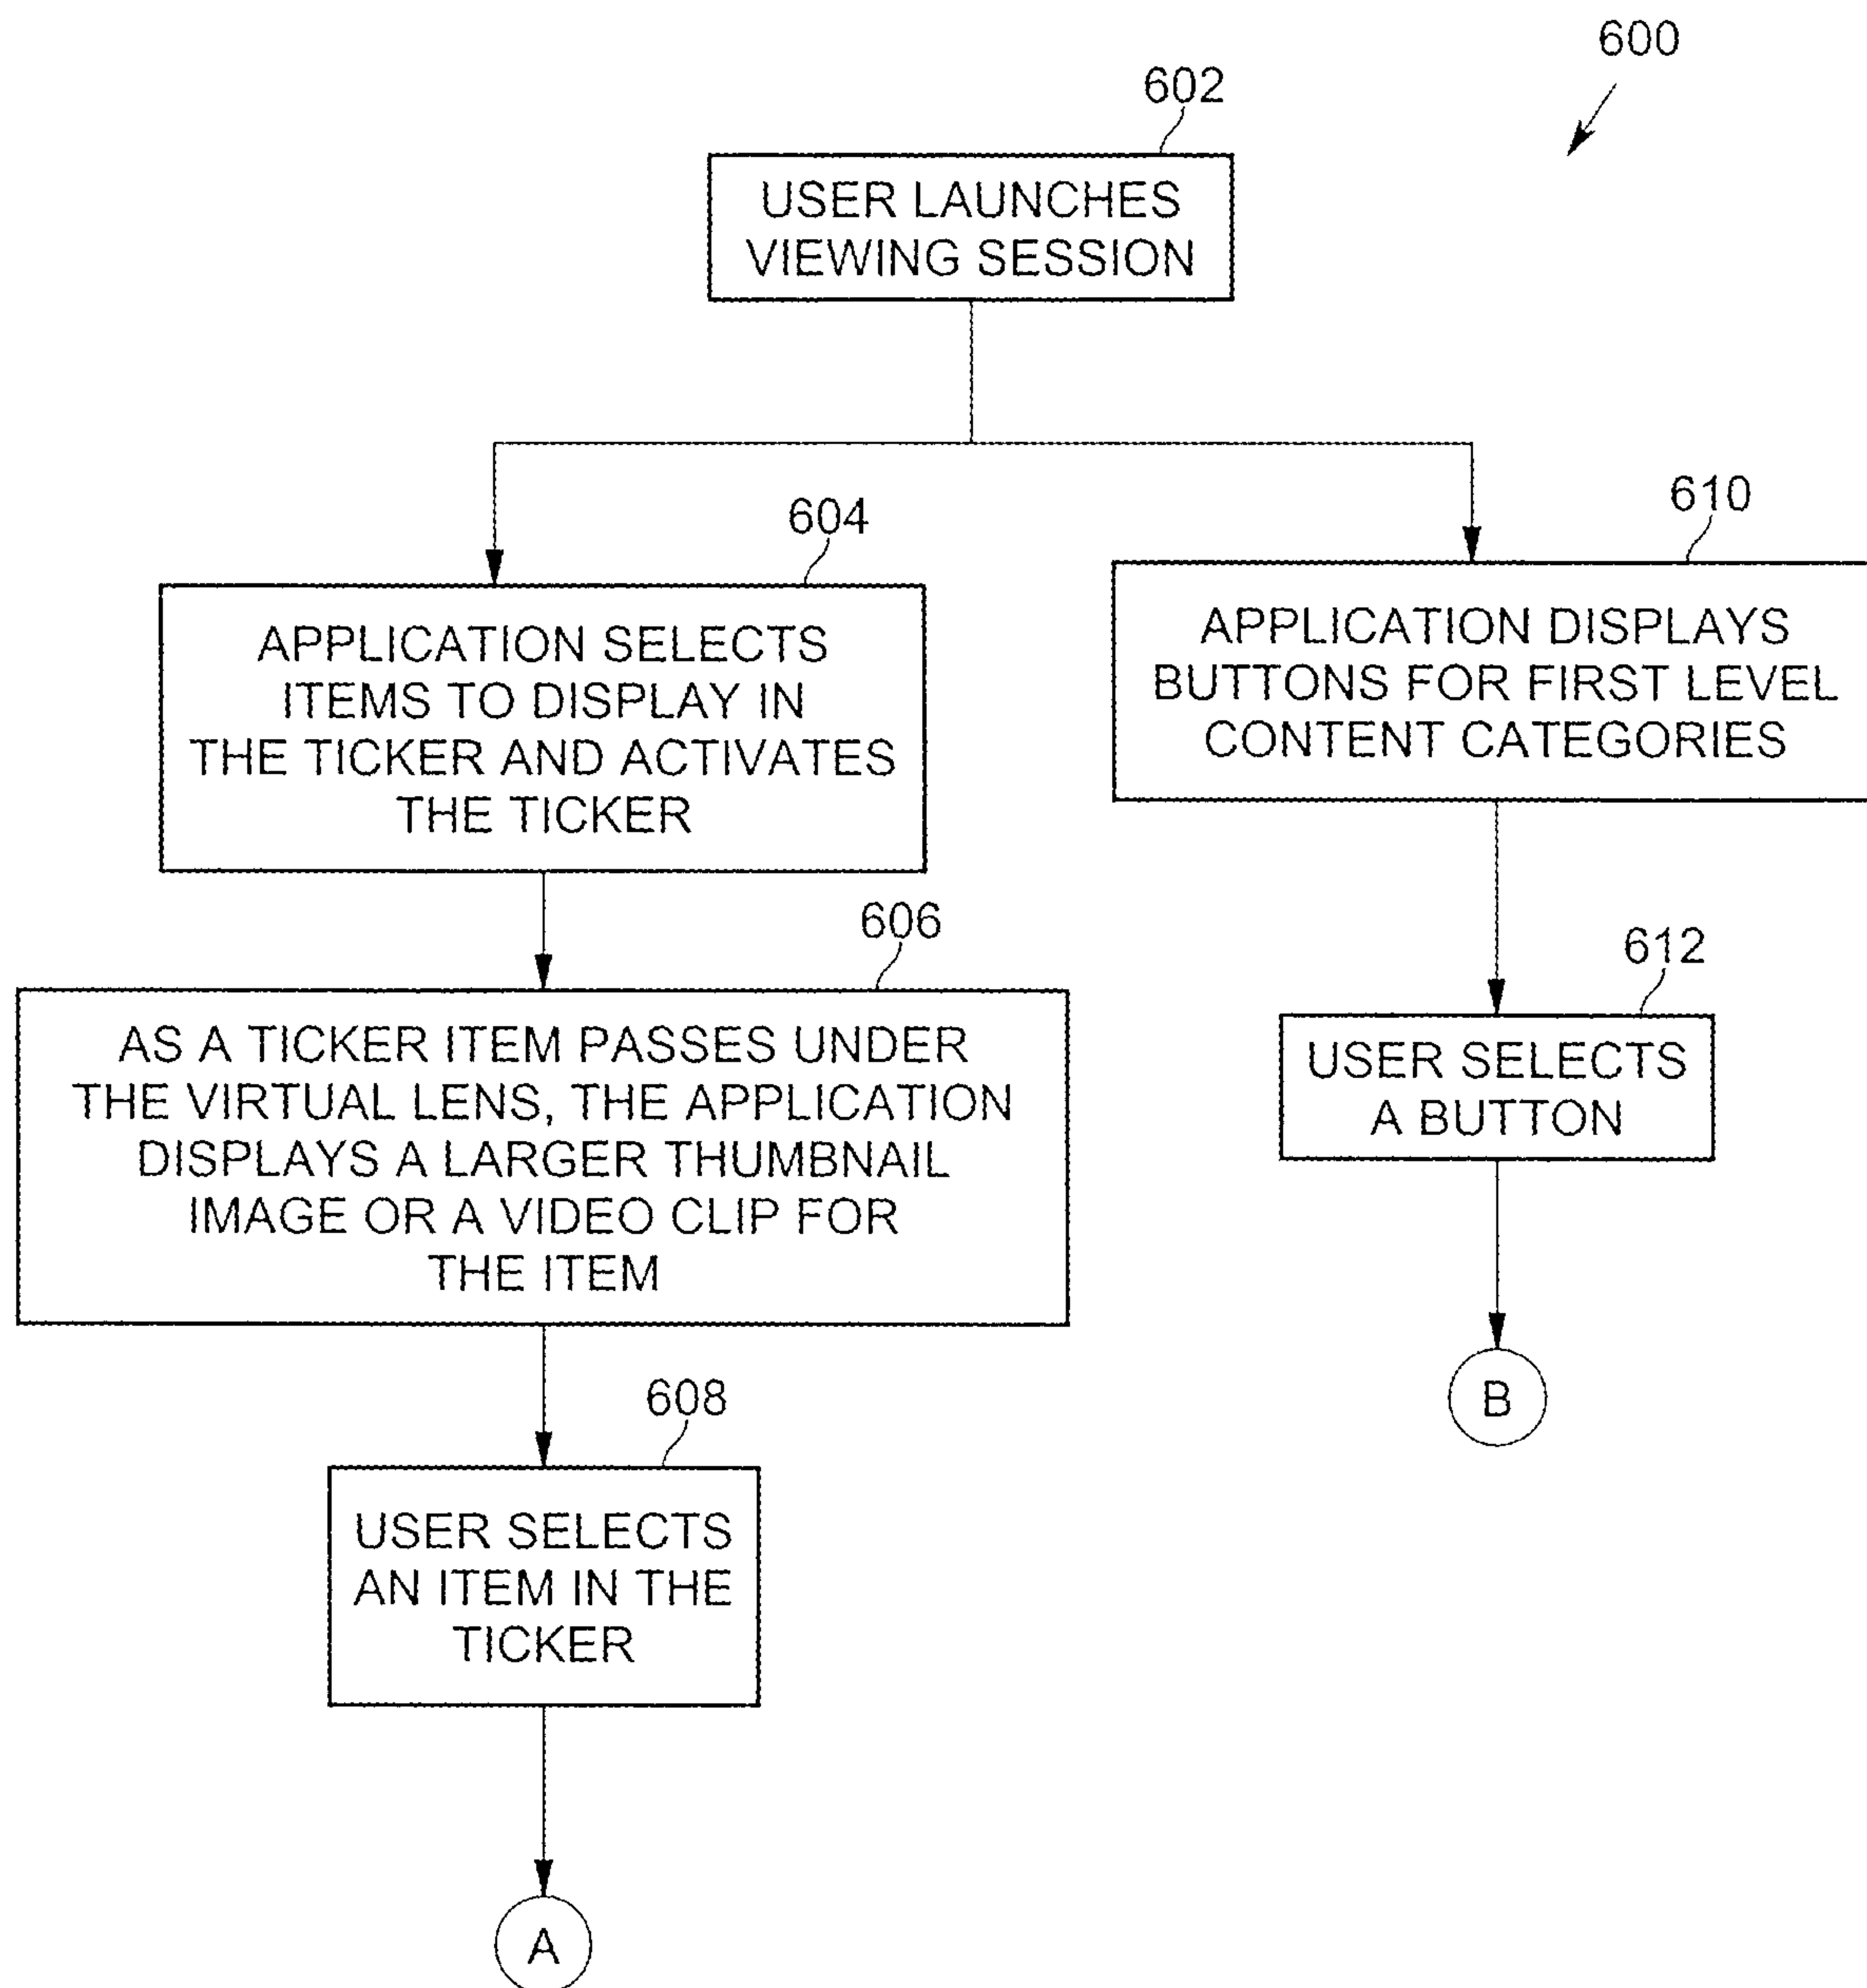 600
602
USER LAUNCHES
VIEWING SESSION
604
APPLICATION SELECTS
ITEMS TO DISPLAY IN
THE TICKER AND ACTIVATES
THE TICKER
606
AS A TICKER ITEM PASSES UNDER
THE VIRTUAL LENS, THE APPLICATION
DISPLAYS A LARGER THUMBNAIL
IMAGE OR A VIDEO CLIP FOR
THE ITEM
608
USER SELECTS
AN ITEM IN THE
TICKER
A
610
APPLICATION DISPLAYS
BUTTONS FOR FIRST LEVEL
CONTENT CATEGORIES
612
USER SELECTS
A BUTTON
B